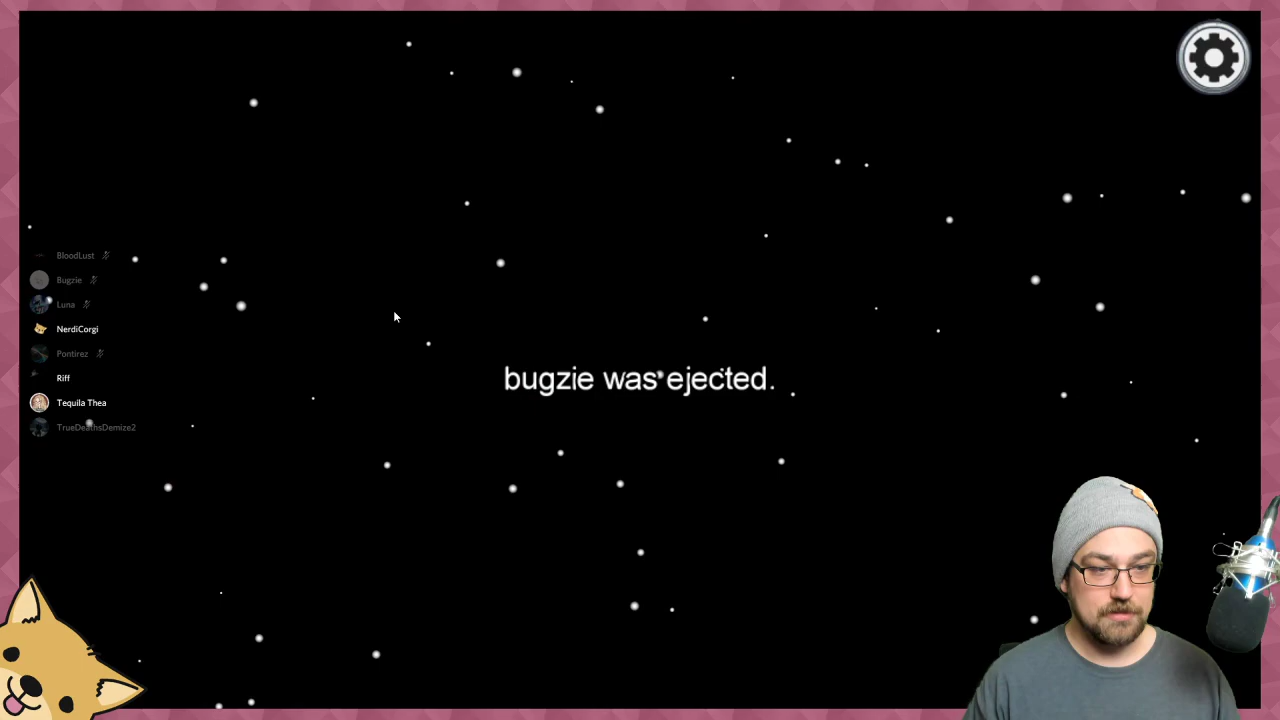 BloodLust
Bugzie
Luna
NerdiCorgi
Pontirez
bugzie was ejected.
Riff
Tequila Thea
TrueDeathsDemize2